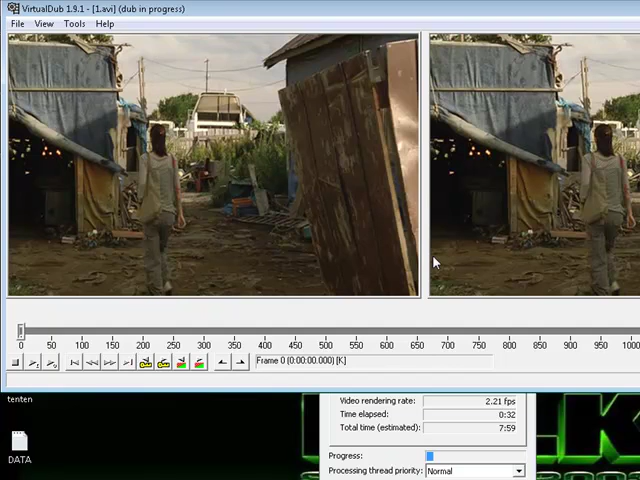 VirtualDub 1.9.1 - [1.avi] (dub in progress)
File View Tools Help
0 50 100 150 200 250 300 350 400 450 500 550 600 650 700 750 800 850 900 950 1000
Frame 0 (0:00:00.000) [K]
tenten
DATA
Video rendering rate: 2.21 fps
Time elapsed: 0:32
Total time (estimated): 7:59
Progress:
Processing thread priority: Normal